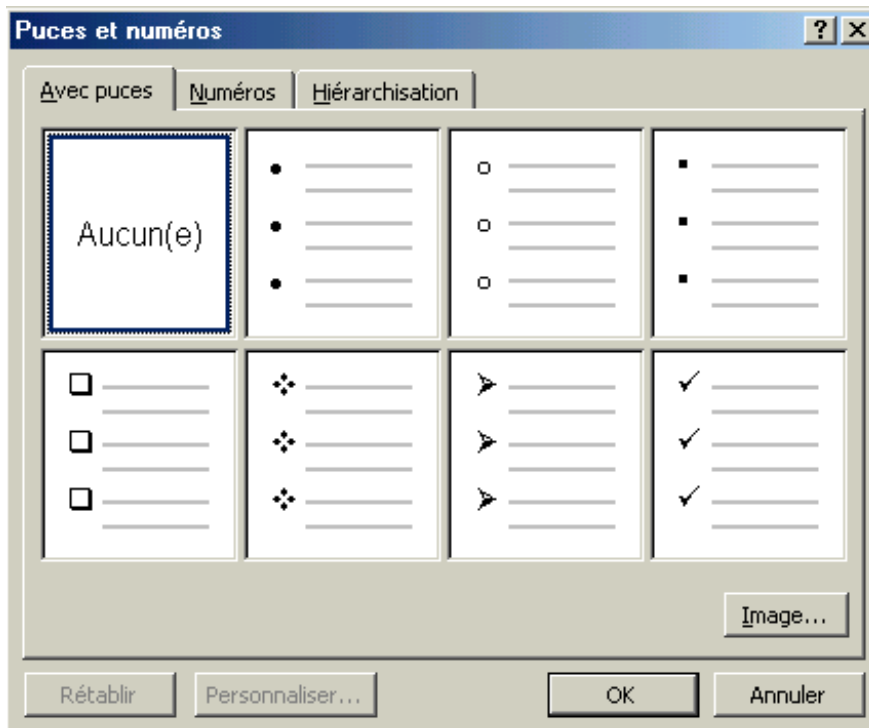 Puces et numéros
Avec puces Numéros Hiérarchisation
Aucun(e)
Image...
Rétablir Personnaliser... OK Annuler